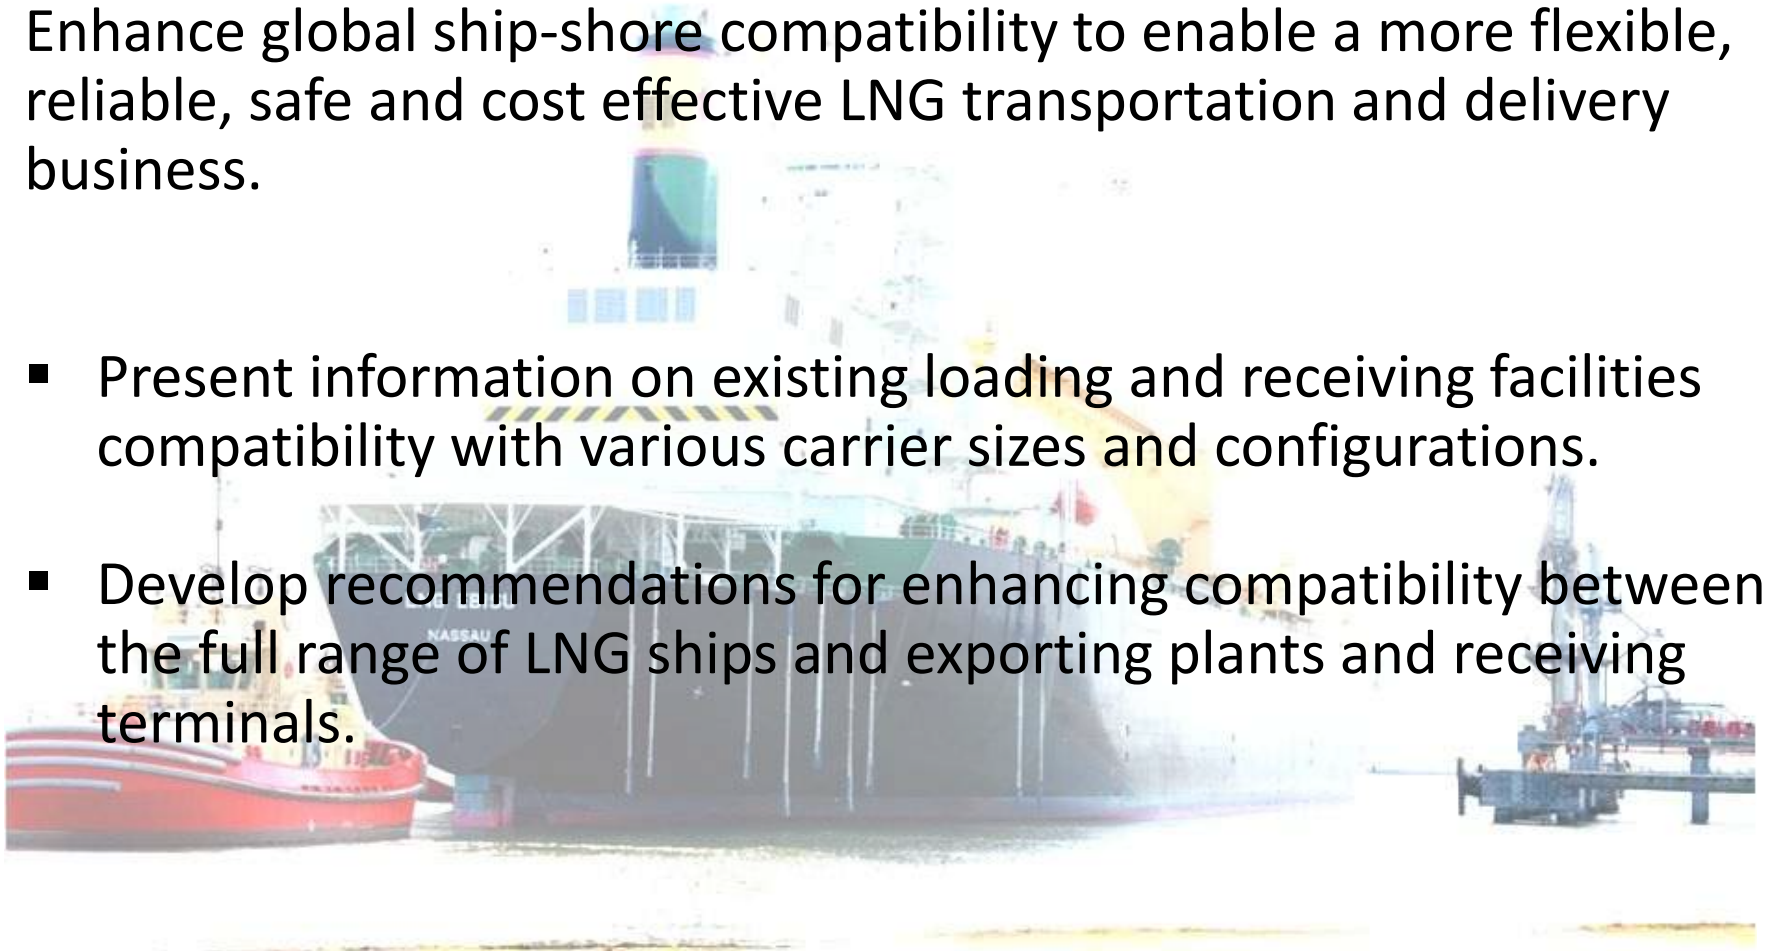 Enhance global ship-shore compatibility to enable a more flexible,
reliable, safe and cost effective LNG transportation and delivery
business.
▪ Present information on existing loading and receiving facilities
compatibility with various carrier sizes and configurations.
▪ Develop recommendations for enhancing compatibility between
the full range of LNG ships and exporting plants and receiving
terminals.
NASSAU